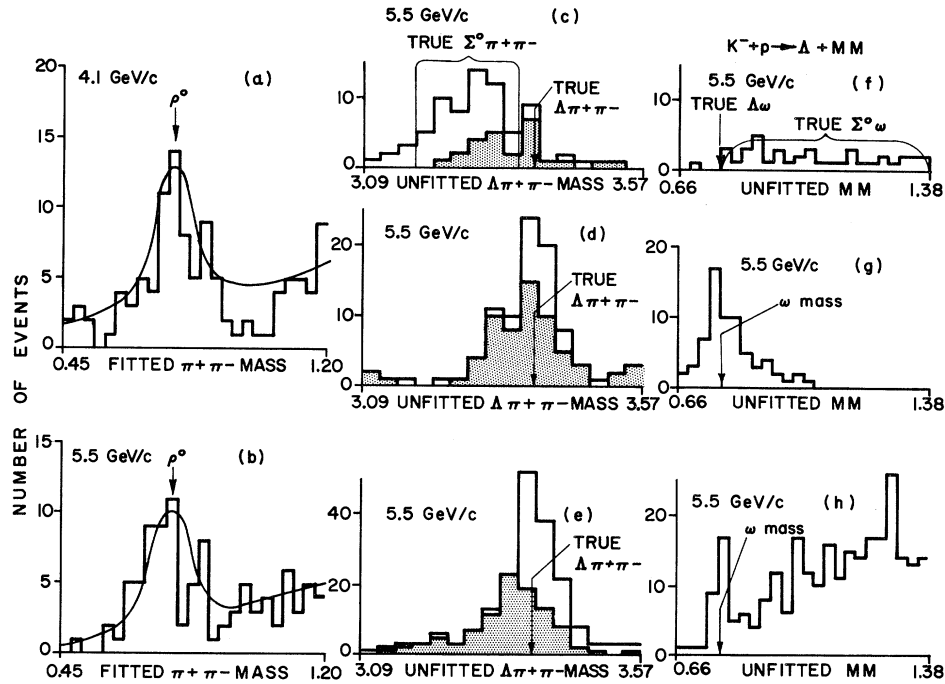 NUMBER OF EVENTS
4.1 GeV/c (a)
ρ°
20
15
10
5
0
0.45 FITTED π+ π− MASS 1.20
5.5 GeV/c (b)
ρ°
15
10
5
0
0.45 FITTED π+ π− MASS 1.20
5.5 GeV/c (c)
TRUE Σ°π+π−
TRUE
Λπ+π−
10
0
3.09 UNFITTED Λπ+π− MASS 3.57
5.5 GeV/c (d)
TRUE
Λπ+π−
20
10
0
3.09 UNFITTED Λπ+π− MASS 3.57
5.5 GeV/c (e)
TRUE
Λπ+π−
40
20
0
3.09 UNFITTED Λπ+π− MASS 3.57
K−+p→Λ+MM
5.5 GeV/c (f)
TRUE Λω
TRUE Σ°ω
10
0
0.66 UNFITTED MM 1.38
5.5 GeV/c (g)
ω mass
20
10
0
0.66 UNFITTED MM 1.38
5.5 GeV/c (h)
ω mass
20
10
0
0.66 UNFITTED MM 1.38